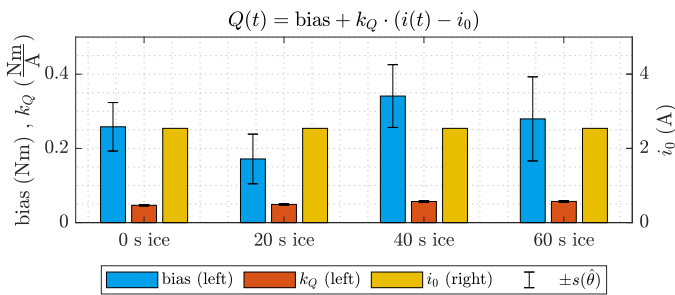 Q(t) = bias + k_Q · (i(t) − i_0)
bias (Nm) , k_Q (Nm/A)
0.4
0.2
0
4
2
0
i_0 (A)
0 s ice 20 s ice 40 s ice 60 s ice
bias (left) k_Q (left) i_0 (right) ±s(θ̂)